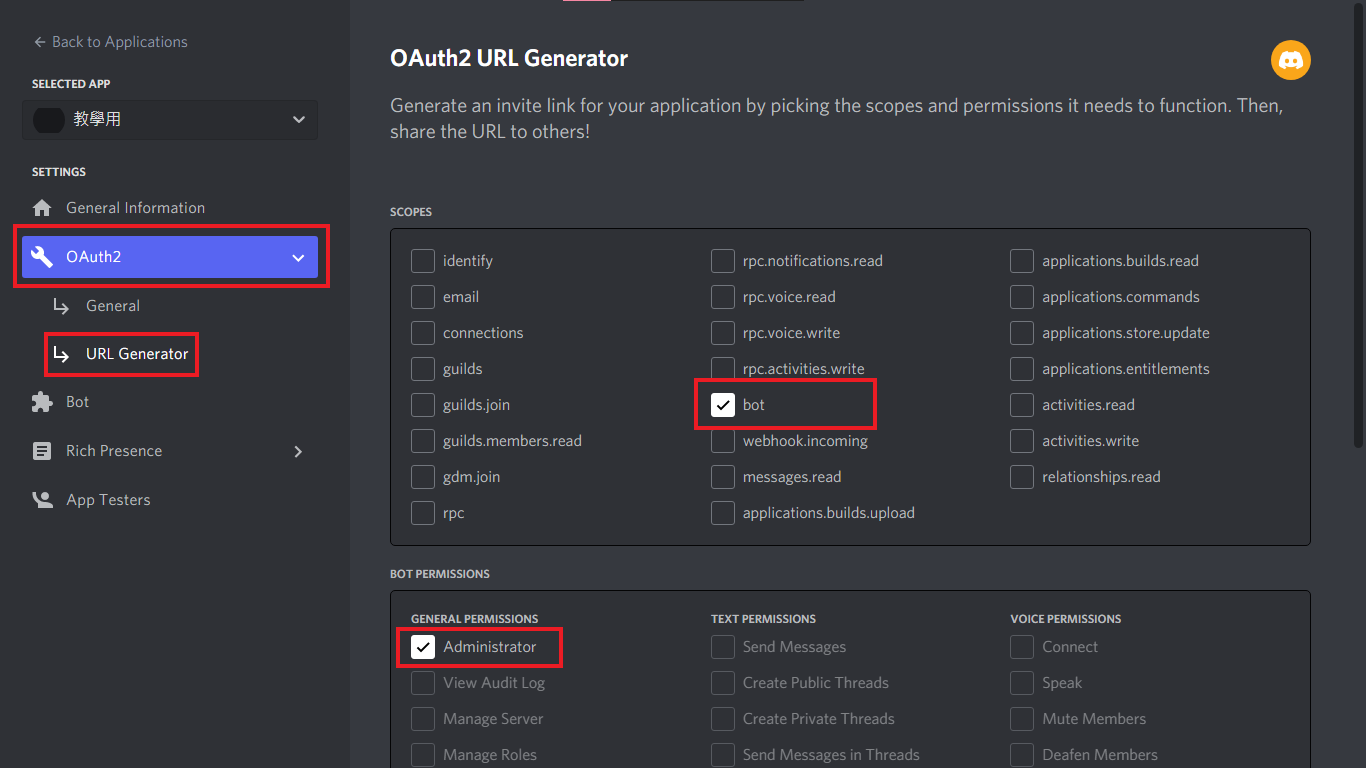 Back to Applications
SELECTED APP
教學用
SETTINGS
General Information
OAuth2
General
URL Generator
Bot
Rich Presence
App Testers
OAuth2 URL Generator
Generate an invite link for your application by picking the scopes and permissions it needs to function. Then,
share the URL to others!
SCOPES
identify
email
connections
guilds
guilds.join
guilds.members.read
gdm.join
rpc
rpc.notifications.read
rpc.voice.read
rpc.voice.write
rpc.activities.write
bot
webhook.incoming
messages.read
applications.builds.upload
applications.builds.read
applications.commands
applications.store.update
applications.entitlements
activities.read
activities.write
relationships.read
BOT PERMISSIONS
GENERAL PERMISSIONS
Administrator
View Audit Log
Manage Server
Manage Roles
TEXT PERMISSIONS
Send Messages
Create Public Threads
Create Private Threads
Send Messages in Threads
VOICE PERMISSIONS
Connect
Speak
Mute Members
Deafen Members